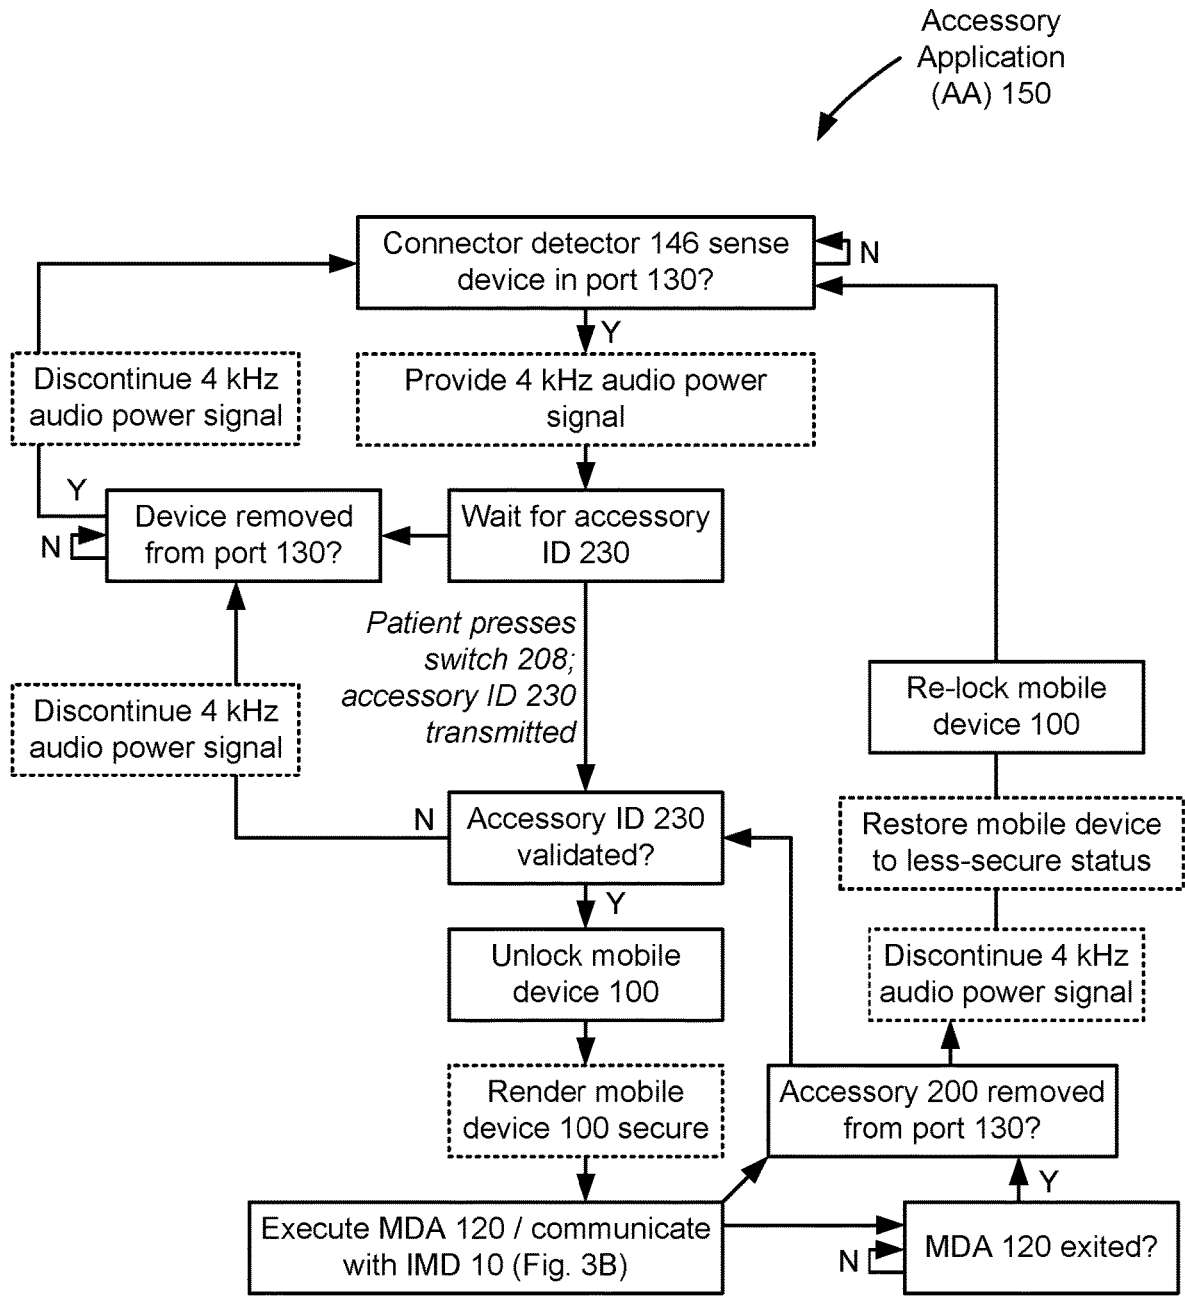 Accessory
Application
(AA) 150
Connector detector 146 sense
device in port 130?
N
Y
Discontinue 4 kHz
audio power signal
Provide 4 kHz audio power
signal
Y
Device removed
from port 130?
N
Wait for accessory
ID 230
Patient presses
switch 208;
accessory ID 230
transmitted
Discontinue 4 kHz
audio power signal
Re-lock mobile
device 100
N
Accessory ID 230
validated?
Restore mobile device
to less-secure status
Y
Unlock mobile
device 100
Discontinue 4 kHz
audio power signal
Render mobile
device 100 secure
Accessory 200 removed
from port 130?
Y
Execute MDA 120 / communicate
with IMD 10 (Fig. 3B)
MDA 120 exited?
N